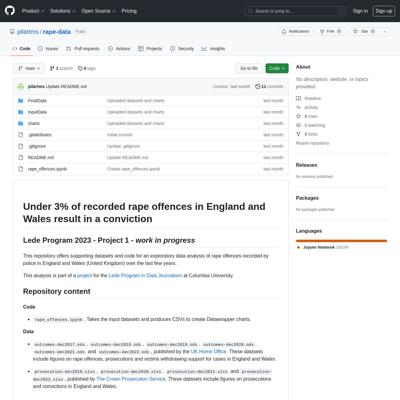 Product
Solutions
Open Source
Pricing
Search or jump to...
Sign in
Sign up
pilartms / rape-data
Public
Notifications
Fork 0
Star 0
Code
Issues
Pull requests
Actions
Projects
Security
Insights
main
1 branch
0 tags
Go to file
Code
pilartms Update README.md
last month
11 commits
FinalData Uploaded datasets and charts last month
InputData Uploaded datasets and charts last month
charts Uploaded datasets and charts last month
.gitattributes Initial commit last month
.gitignore Update .gitignore last month
README.md Update README.md last month
rape_offences.ipynb Create rape_offences.ipynb last month
About
No description, website, or topics
provided.
Readme
Activity
0 stars
1 watching
0 forks
Report repository
Releases
No releases published
Packages
No packages published
Languages
Jupyter Notebook 100.0%
Under 3% of recorded rape offences in England and
Wales result in a conviction
Lede Program 2023 - Project 1 - work in progress
This repository offers supporting datasets and code for an exploratory data analysis of rape offences recorded by
police in England and Wales (United Kingdom) over the last few years.
This analysis is part of a project for the Lede Program in Data Journalism at Columbia University.
Repository content
Code
rape_offences.ipynb , Takes the input datasets and produces CSVs to create Datawrapper charts.
Data
outcomes-dec2017.ods , outcomes-dec2018.ods , outcomes-dec2019.ods , outcomes-dec2020.ods ,
outcomes-dec2021.ods and outcomes-dec2022.ods , published by the UK Home Office. These datasets
include figures on rape offences, prosecutions and victims withdrawing support for cases in England and Wales.
prosecution-dec2019.xlsx , prosecution-dec2020.xlsx , prosecution-dec2021.xlsx and prosecution-
dec2022.xlsx , published by The Crown Prosecution Service. These datasets include figures on prosecutions
and convictions in England and Wales.